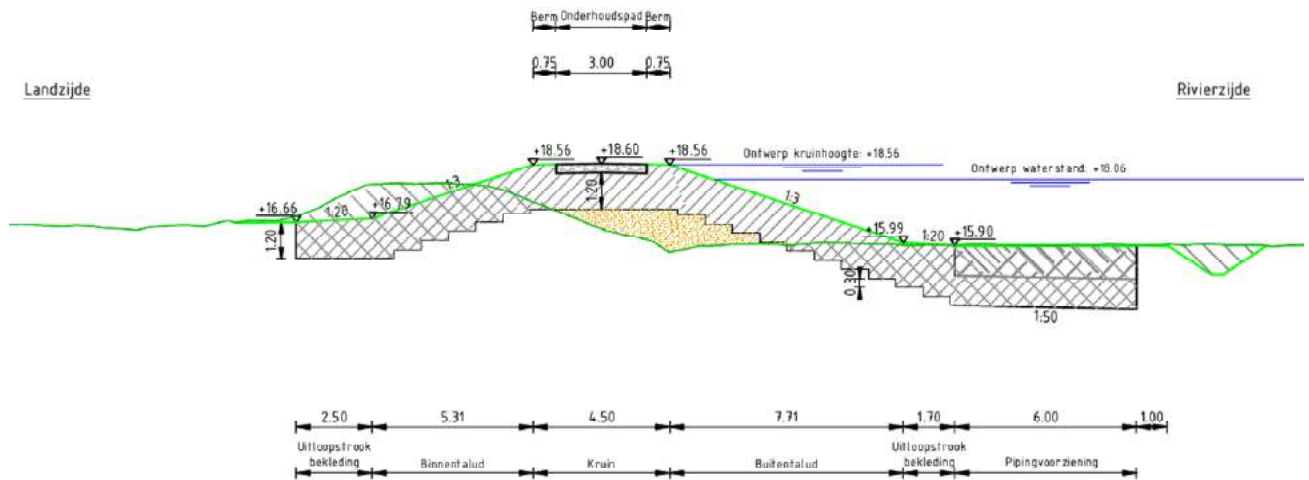 Berm Onderhoudspad Berm
0.75 3.00 0.75
Landzijde
Rivierzijde
+18.56 +18.60 +18.56
Ontwerp kruinhoogte: +18.56
Ontwerp waterstand: +18.06
1:3
1.20
1:3
+16.66 1:20 +16.79
1.20
+15.99 1:20 +15.90
0.30
1:50
2.50 5.31 4.50 7.71 1.70 6.00 1.00
Uitloopstrook bekleding
Binnentalud
Kruin
Buitentalud
Uitloopstrook bekleding
Pipingvoorziening